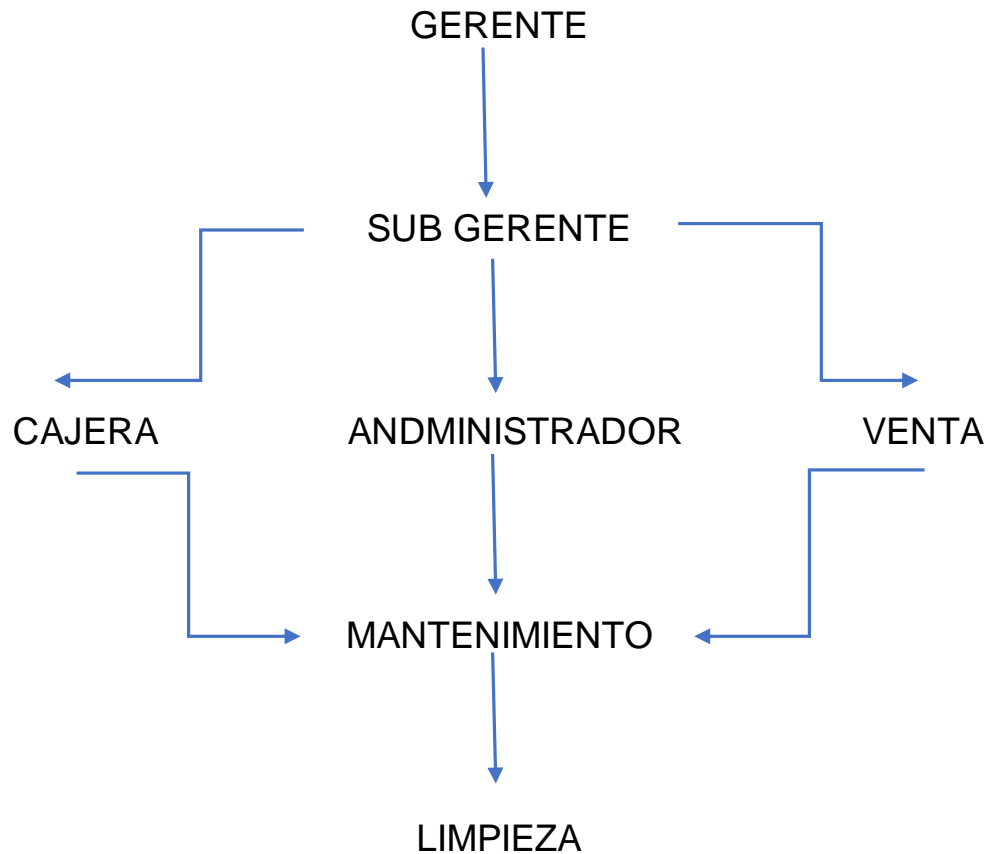 GERENTE
SUB GERENTE
CAJERA
ANDMINISTRADOR
VENTA
MANTENIMIENTO
LIMPIEZA